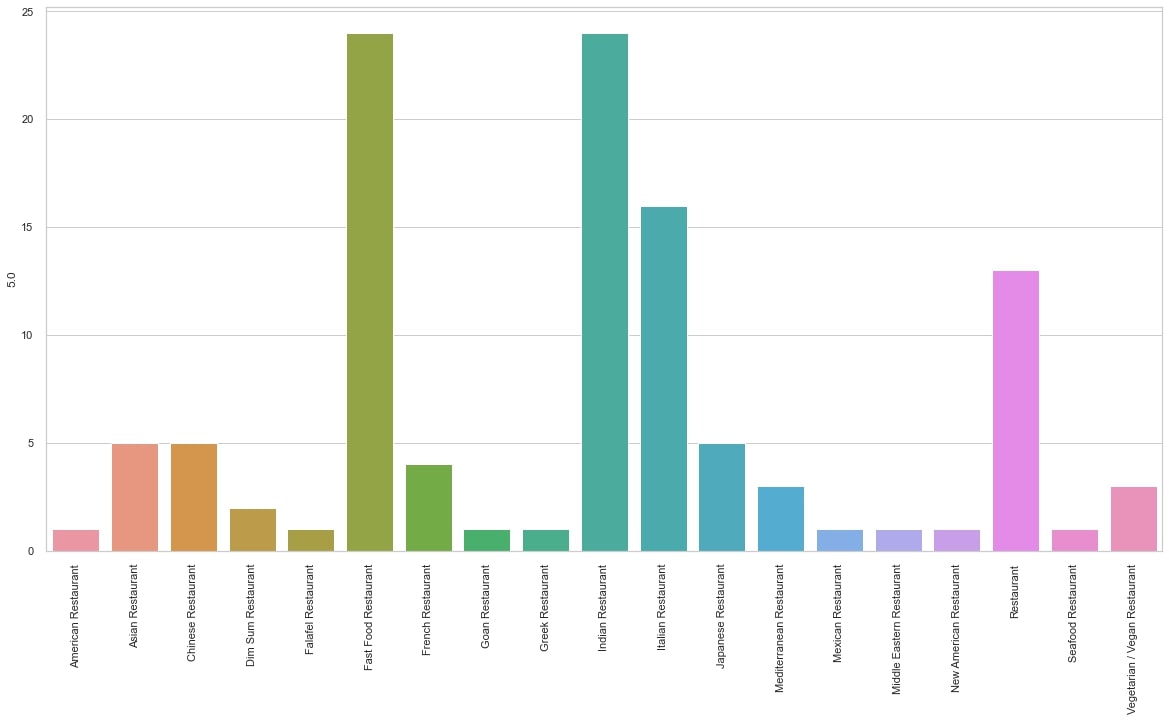 25
20
15
10
5
0
5.0
American Restaurant
Asian Restaurant
Chinese Restaurant
Dim Sum Restaurant
Falafel Restaurant
Fast Food Restaurant
French Restaurant
Goan Restaurant
Greek Restaurant
Indian Restaurant
Italian Restaurant
Japanese Restaurant
Mediterranean Restaurant
Mexican Restaurant
Middle Eastern Restaurant
New American Restaurant
Restaurant
Seafood Restaurant
Vegetarian / Vegan Restaurant